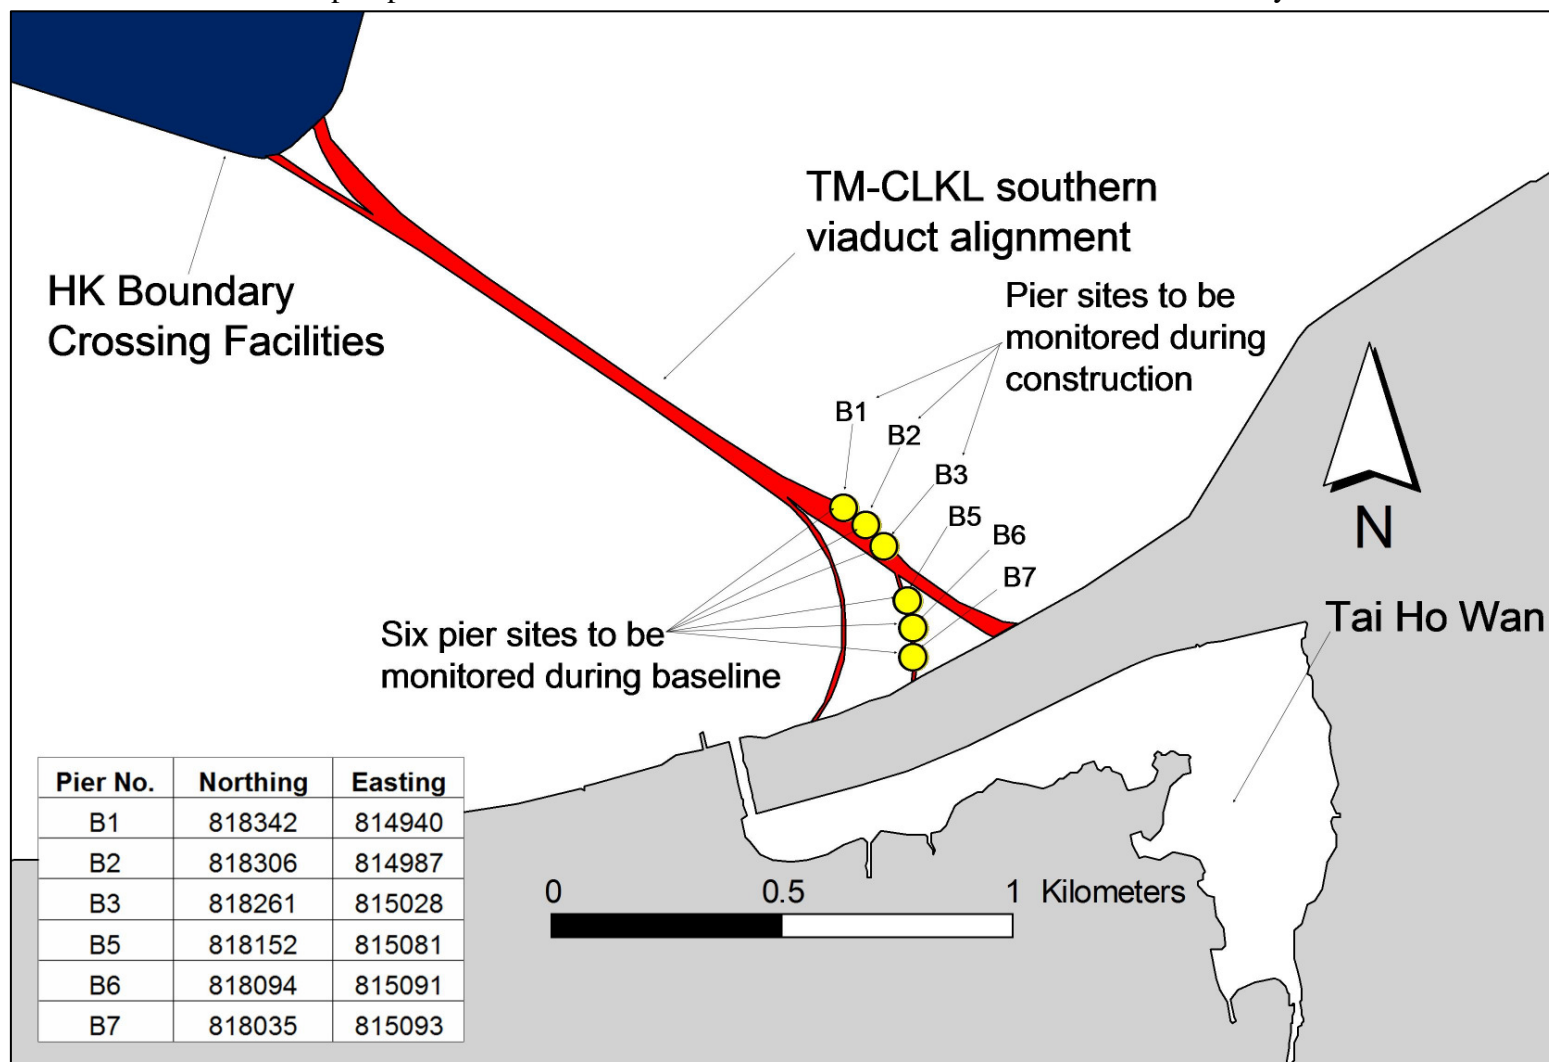 TM-CLKL southern
viaduct alignment
HK Boundary
Crossing Facilities
Pier sites to be
monitored during
construction
B1
B2
B3
B5
B6
B7
N
Six pier sites to be
monitored during baseline
Tai Ho Wan
Pier No. Northing Easting
B1 818342 814940
B2 818306 814987
B3 818261 815028
B5 818152 815081
B6 818094 815091
B7 818035 815093
0 0.5 1 Kilometers